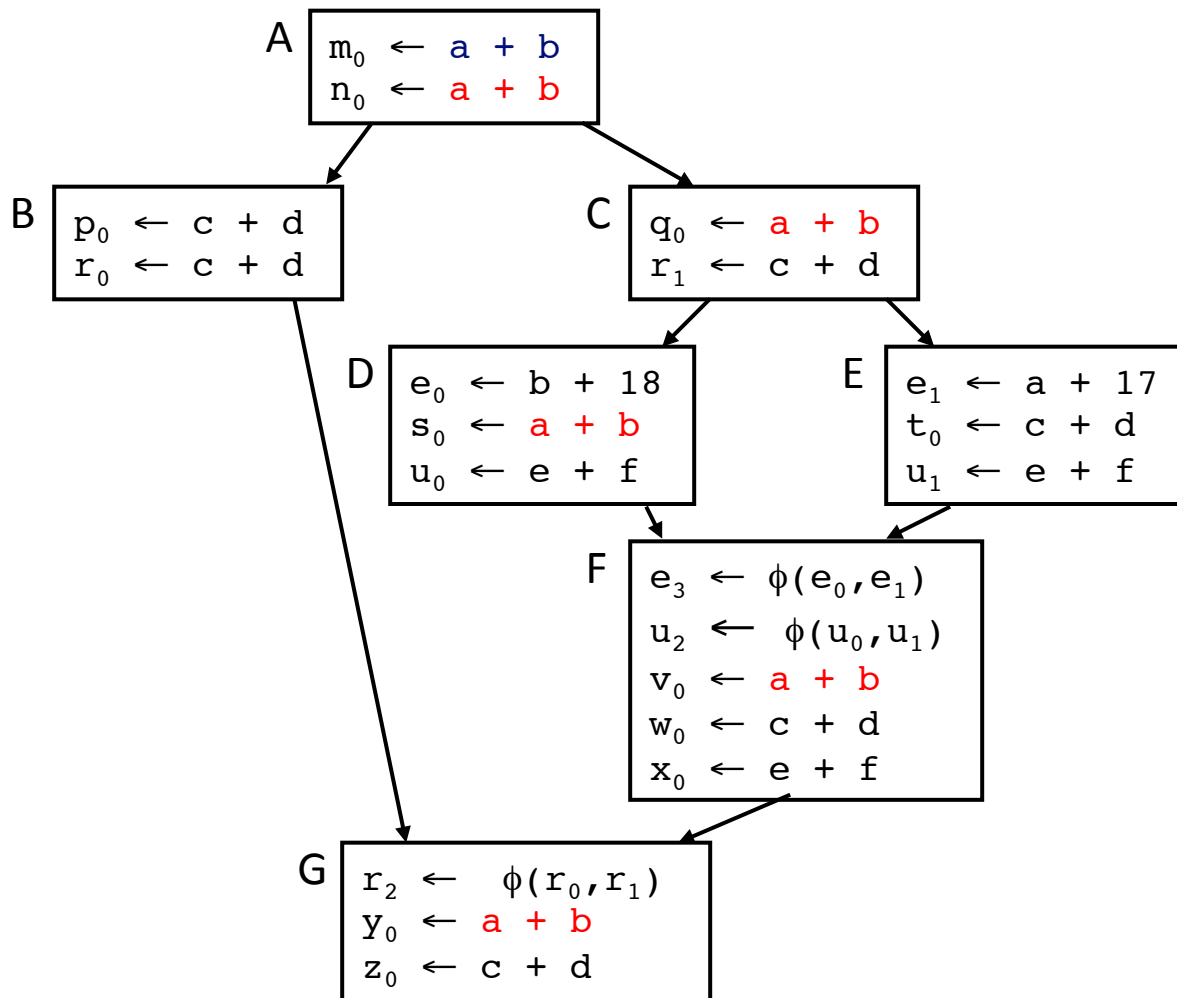 A
m₀ ← a + b
n₀ ← a + b
B
p₀ ← c + d
r₀ ← c + d
C
q₀ ← a + b
r₁ ← c + d
D
e₀ ← b + 18
s₀ ← a + b
u₀ ← e + f
E
e₁ ← a + 17
t₀ ← c + d
u₁ ← e + f
F
e₃ ← ϕ(e₀,e₁)
u₂ ← ϕ(u₀,u₁)
v₀ ← a + b
w₀ ← c + d
x₀ ← e + f
G
r₂ ← ϕ(r₀,r₁)
y₀ ← a + b
z₀ ← c + d